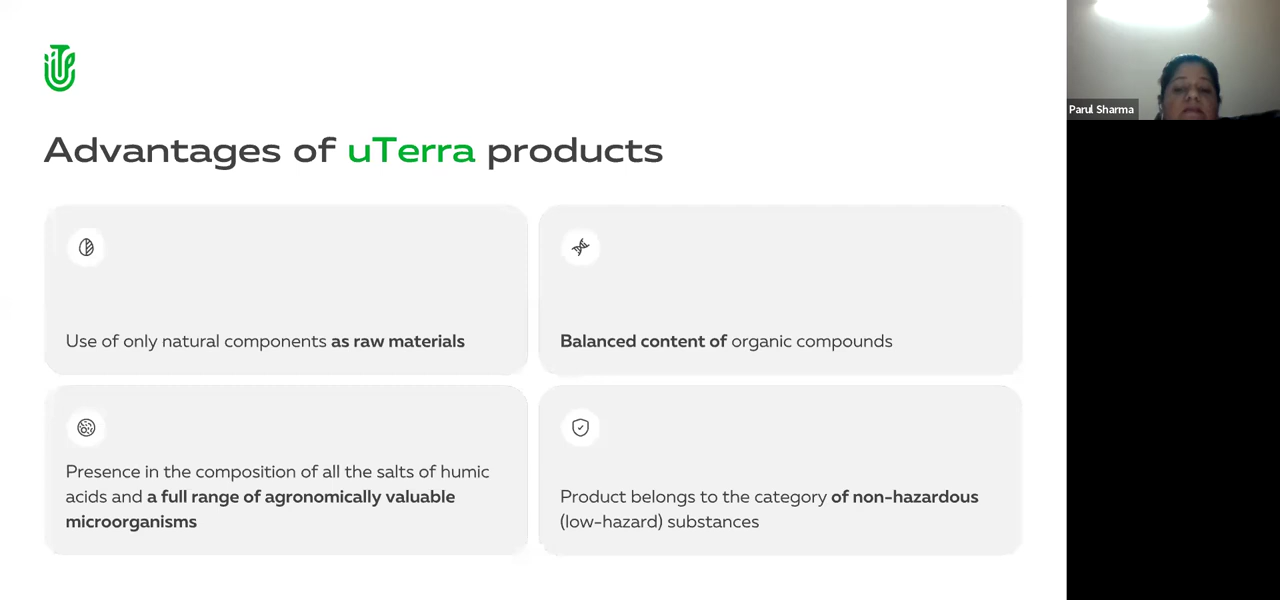 Advantages of uTerra products
Use of only natural components as raw materials
Balanced content of organic compounds
Presence in the composition of all the salts of humic
acids and a full range of agronomically valuable
microorganisms
Product belongs to the category of non-hazardous
(low-hazard) substances
Parul Sharma